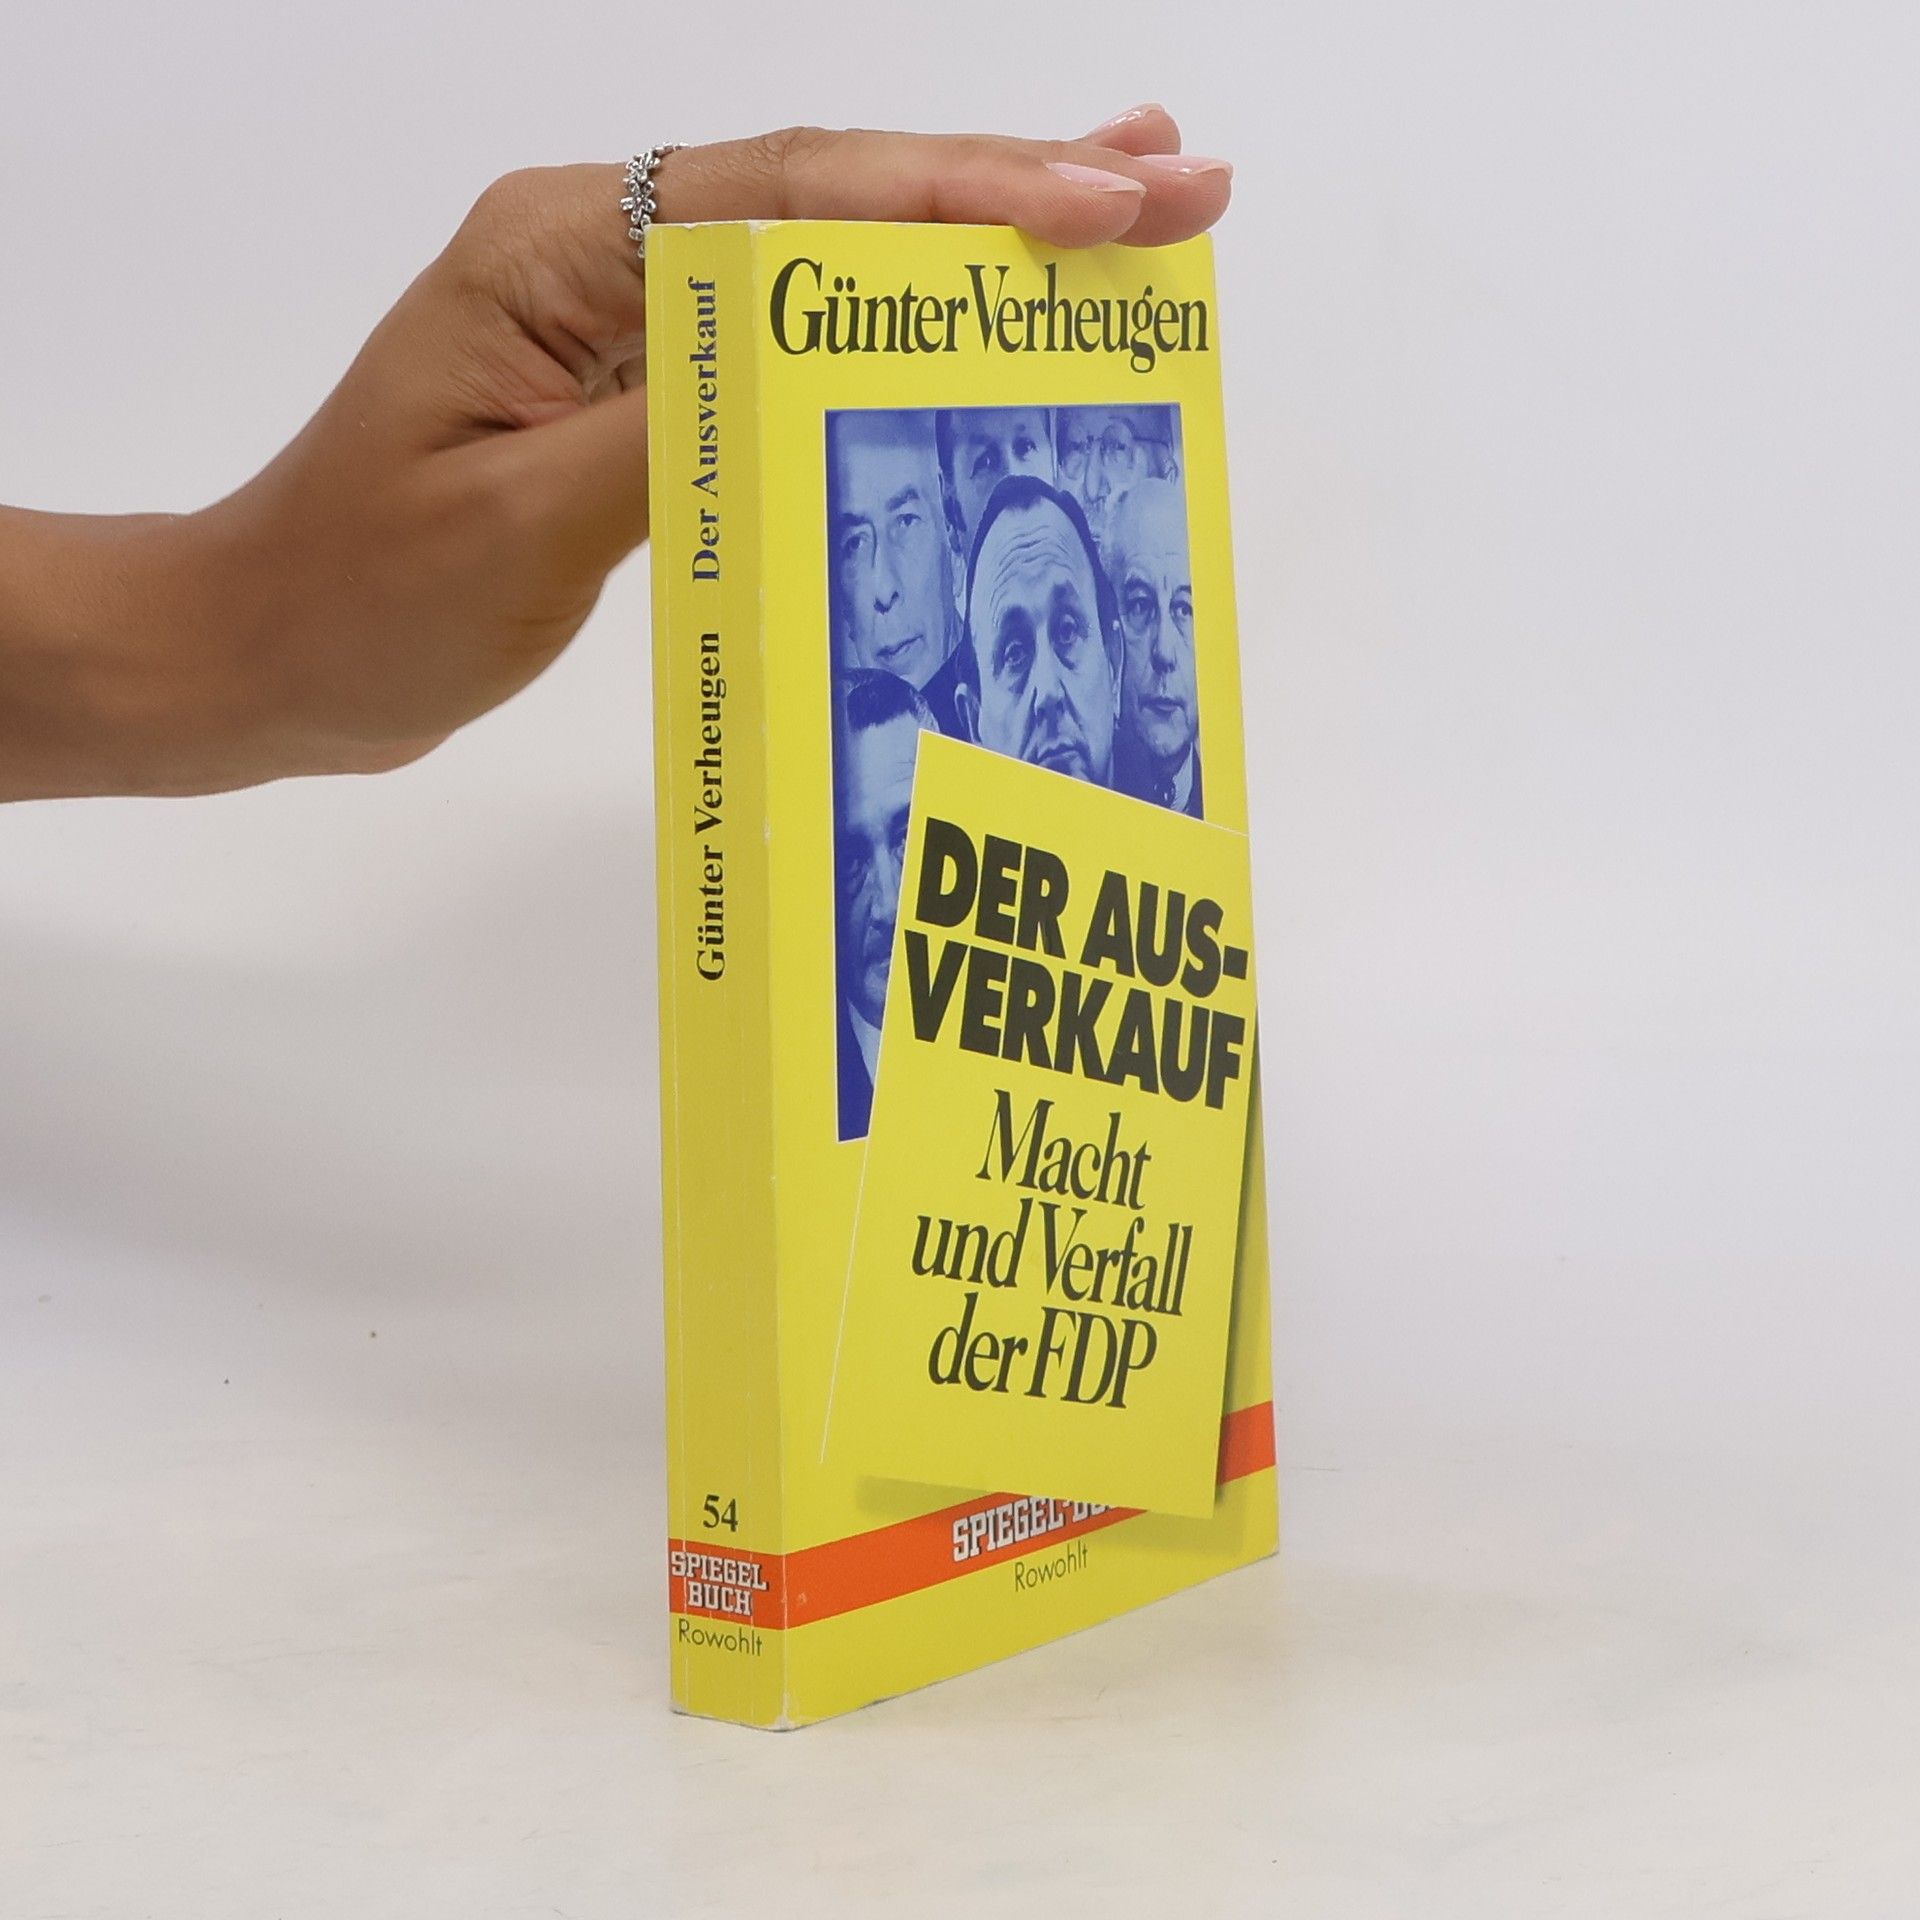 Günter Verheugen
DER AUS-
VERKAUF
Macht
und Verfall
der FDP
SPIEGEL-
Rowohlt
Günter Verheugen Der Ausverkauf
54
SPIEGEL
BUCH
Rowohlt